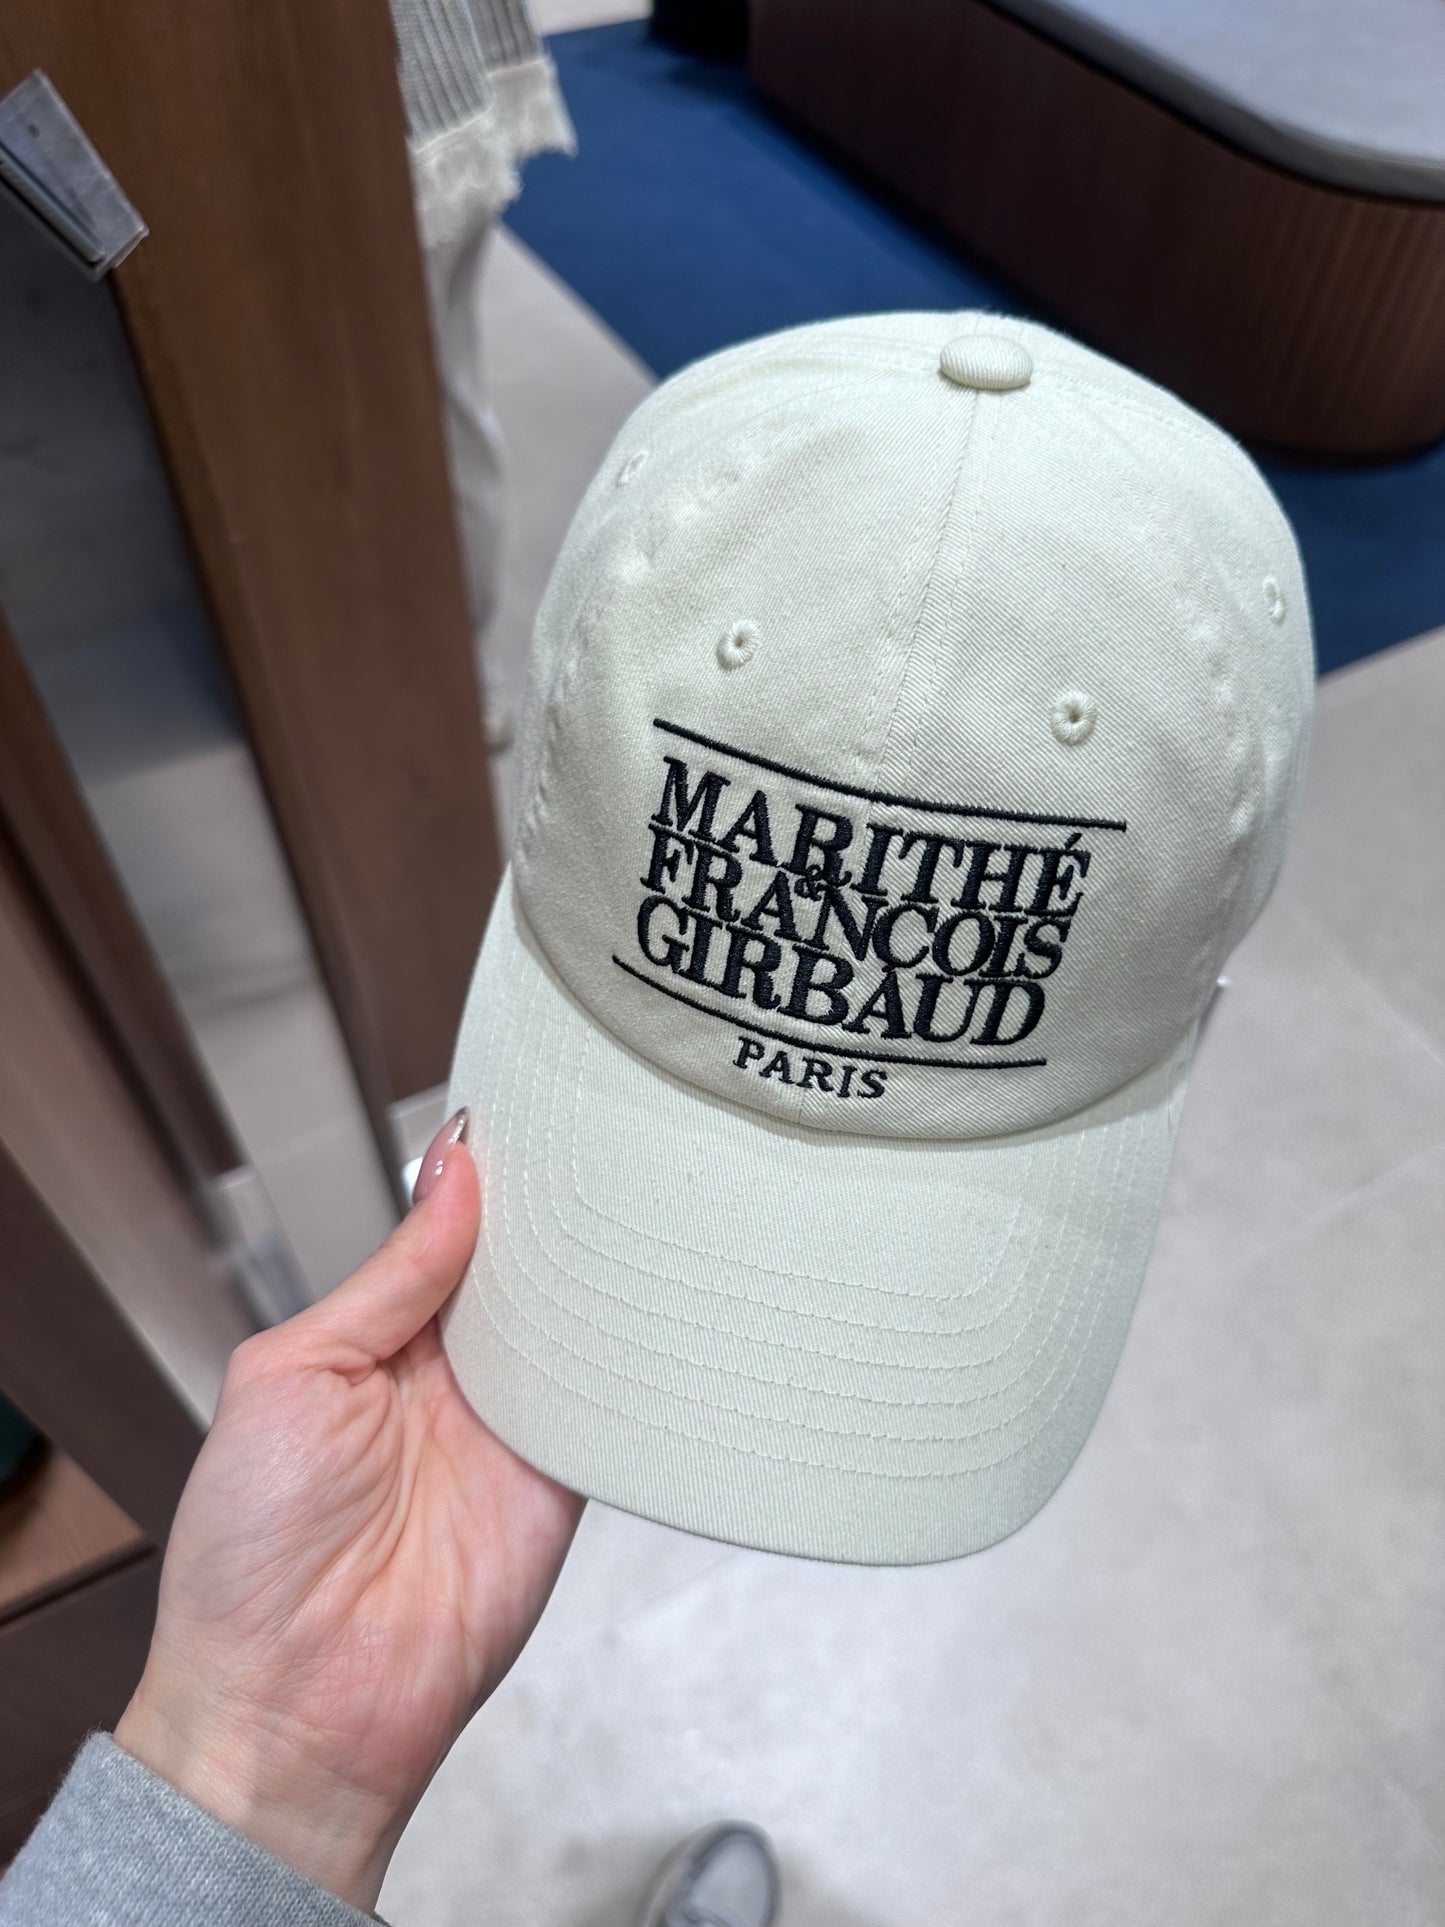 MARITHÉ
&
FRANÇOIS
GIRBAUD
PARIS